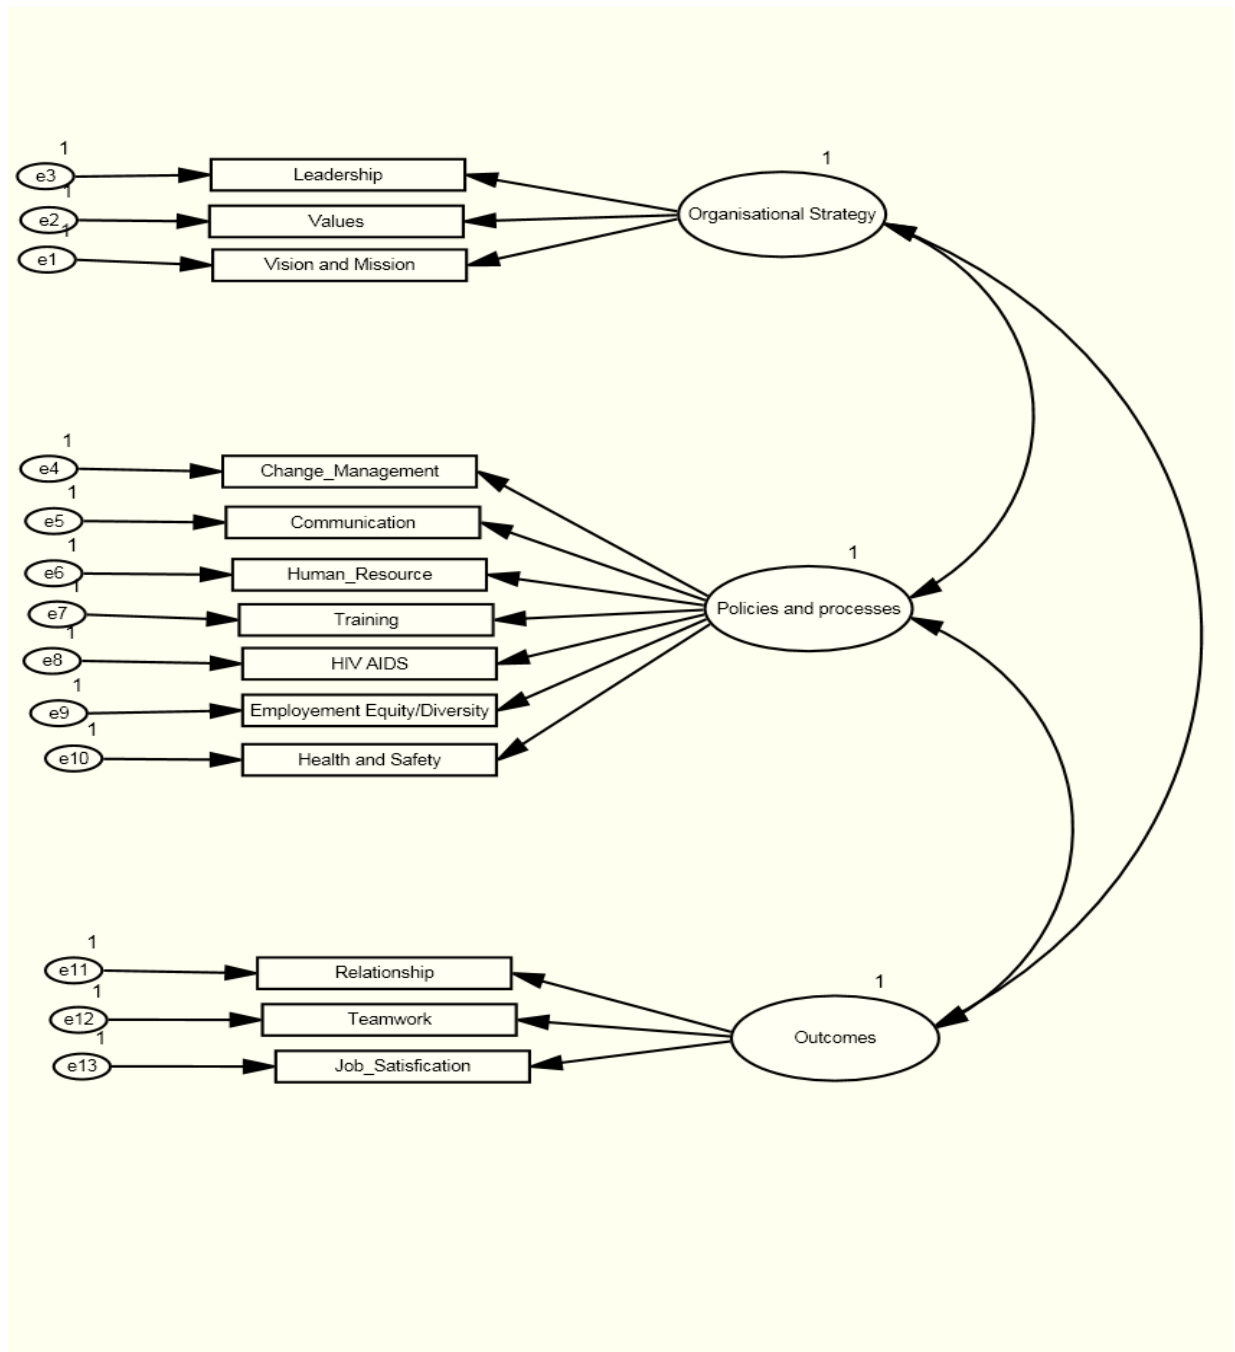 1
e3 Leadership
1
Organisational Strategy
1
e2 Values
1
e1 Vision and Mission
1
e4 Change_Management
1
e5 Communication
1
e6 Human_Resource
1
Policies and processes
1
e7 Training
1
e8 HIV AIDS
1
e9 Employement Equity/Diversity
1
e10 Health and Safety
1
e11 Relationship
1
e12 Teamwork
1
Outcomes
1
e13 Job_Satisfication